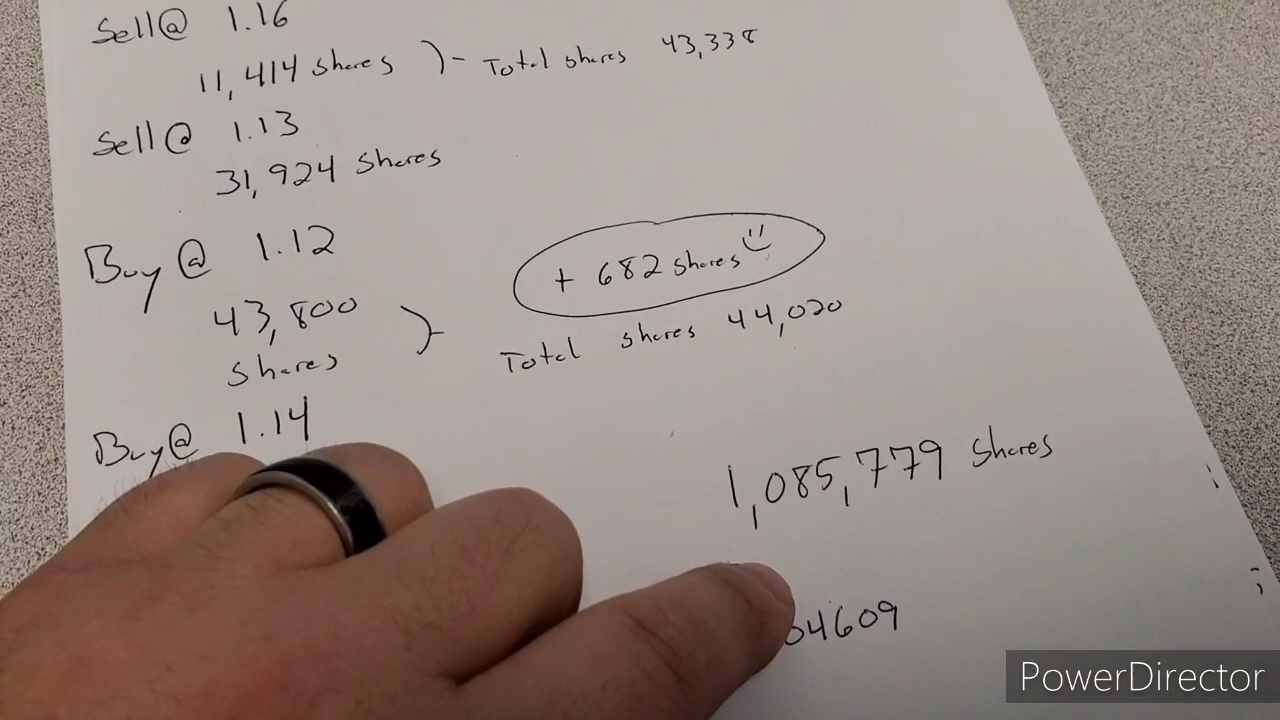 Sell@ 1.16
11,414 shares )- Total shares 43,338
Sell@ 1.13
31,924 shares
Buy@ 1.12
+ 682 shares
43,800 shares
Total shares 44,020
Buy@ 1.14
1,085,779 shares
04609
PowerDirector